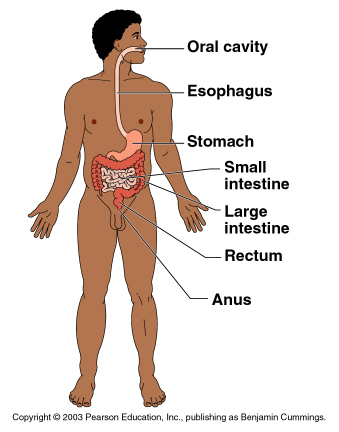 Oral cavity
Esophagus
Stomach
Small
intestine
Large
intestine
Rectum
Anus
Copyright © 2003 Pearson Education, Inc., publishing as Benjamin Cummings.